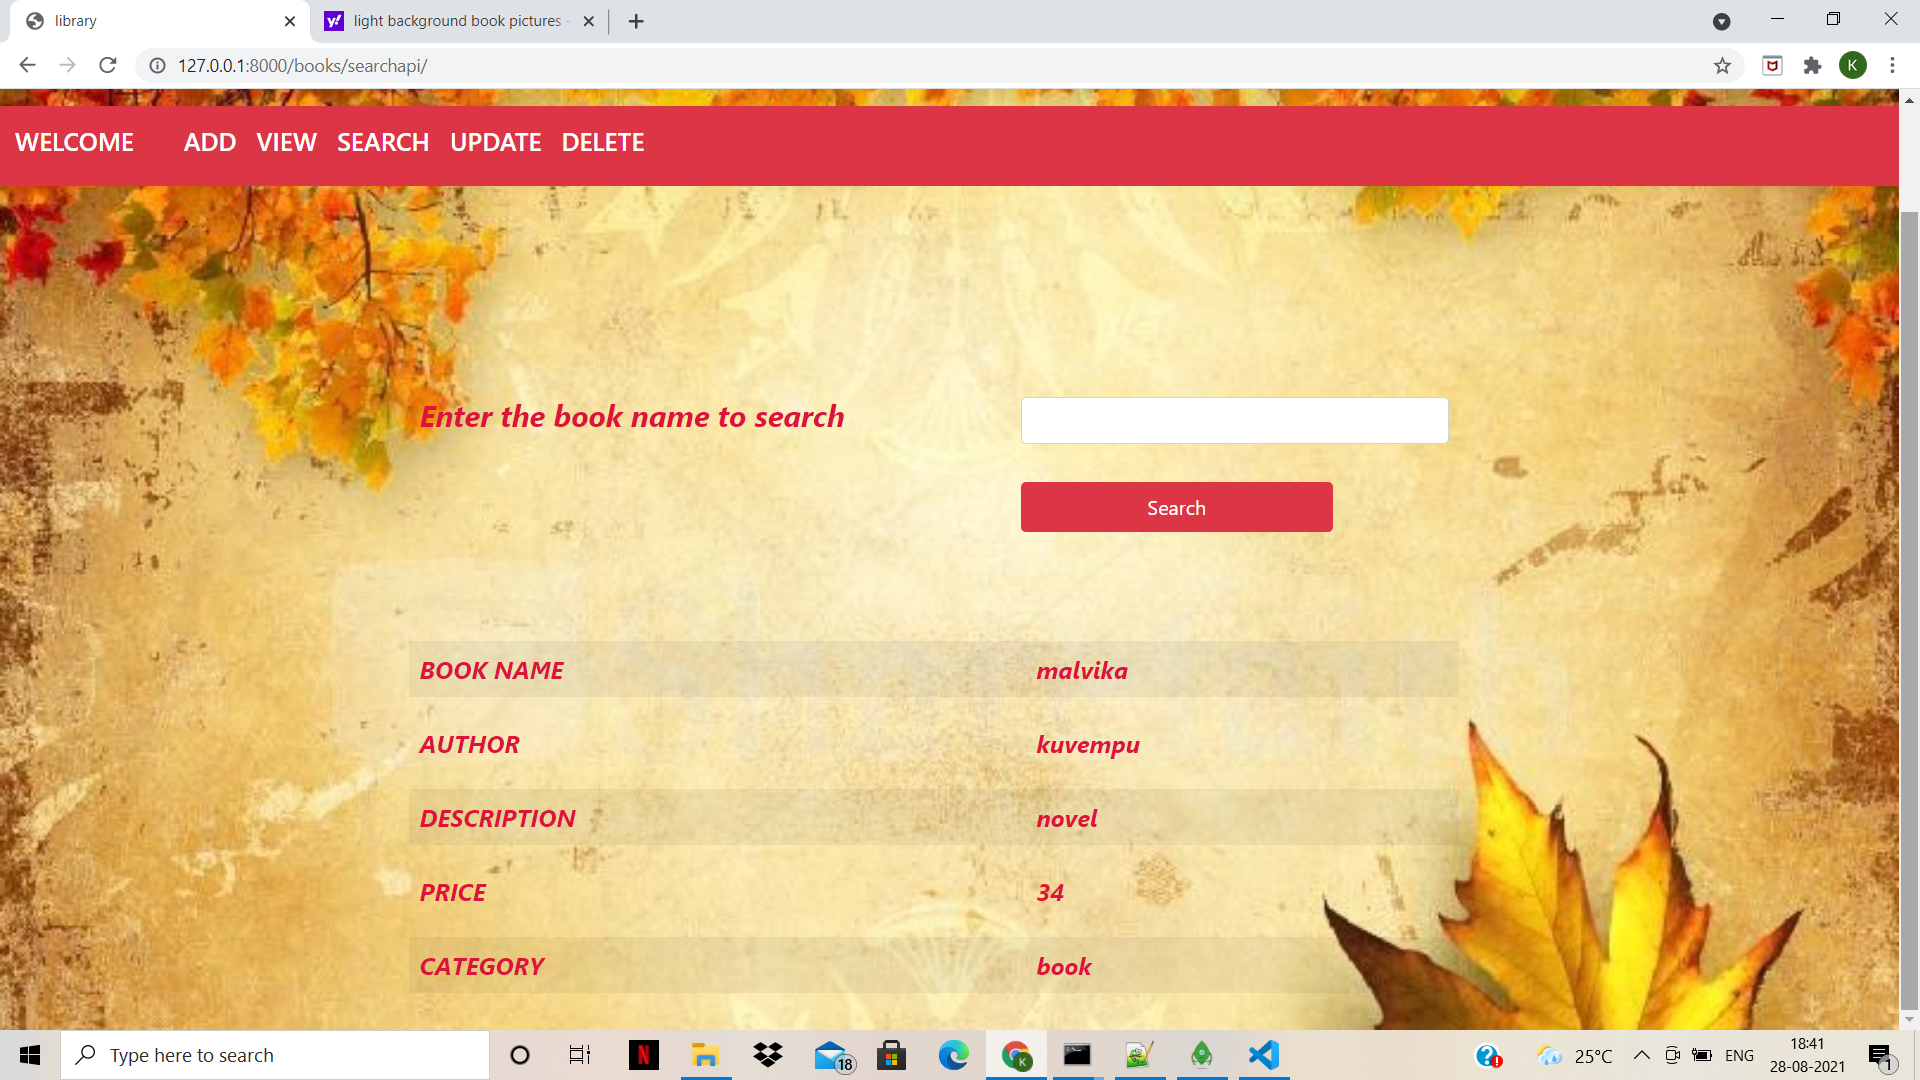 library
light background book pictures -
127.0.0.1:8000/books/searchapi/
K
WELCOME ADD VIEW SEARCH UPDATE DELETE
Enter the book name to search
Search
BOOK NAME malvika
AUTHOR kuvempu
DESCRIPTION novel
PRICE 34
CATEGORY book
Type here to search
18
25°C
ENG
18:41
28-08-2021
1